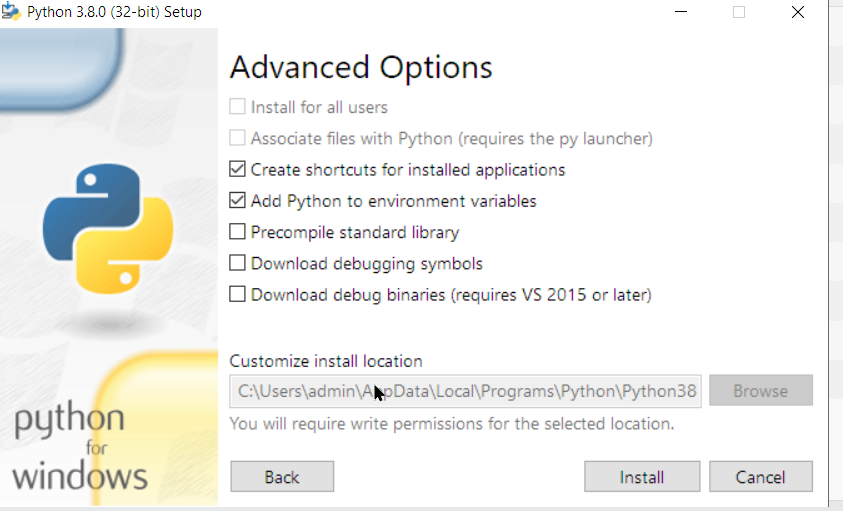 Python 3.8.0 (32-bit) Setup
Advanced Options
Install for all users
Associate files with Python (requires the py launcher)
Create shortcuts for installed applications
Add Python to environment variables
Precompile standard library
Download debugging symbols
Download debug binaries (requires VS 2015 or later)
Customize install location
C:\Users\admin\AppData\Local\Programs\Python\Python38
Browse
You will require write permissions for the selected location.
python
for
windows
Back
Install
Cancel